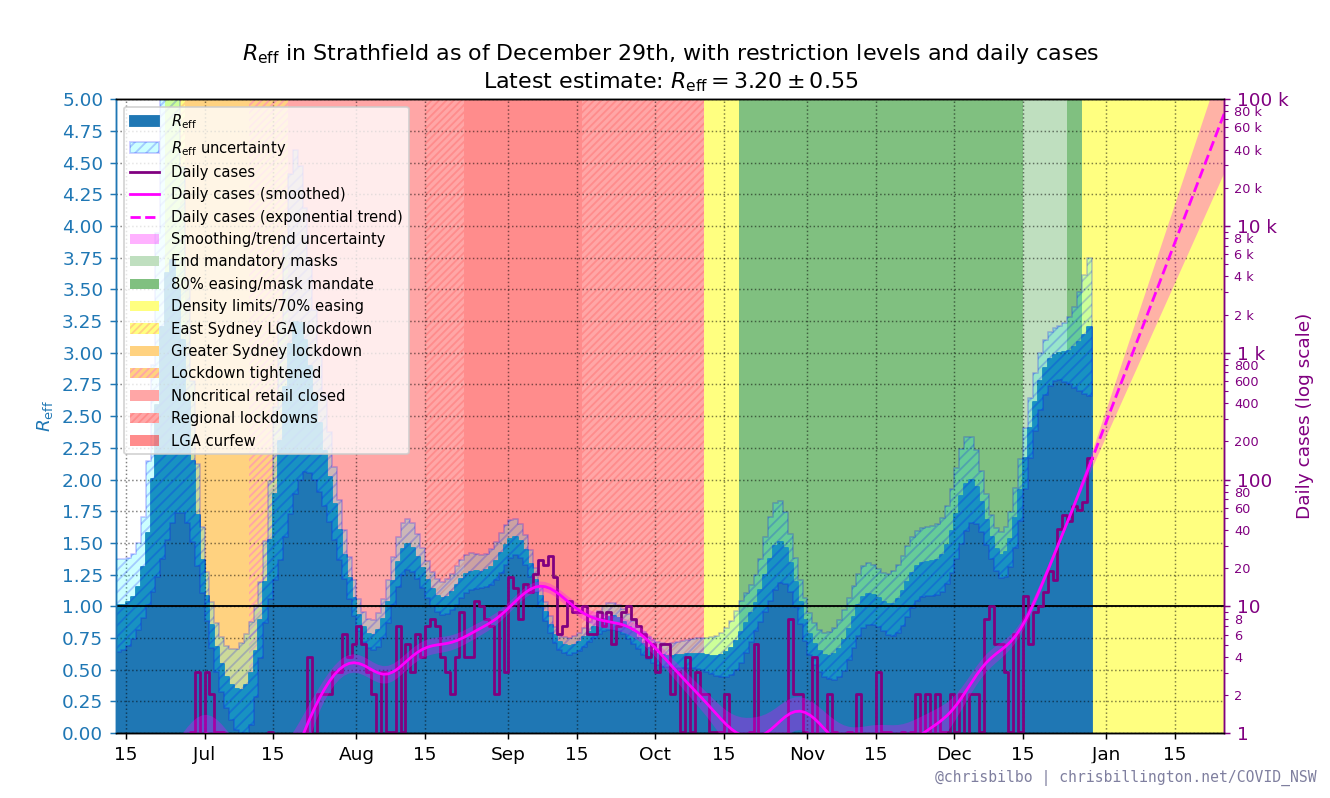 Reff in Strathfield as of December 29th, with restriction levels and daily cases
Latest estimate: Reff = 3.20 ± 0.55
5.00
4.75
4.50
4.25
4.00
3.75
3.50
3.25
3.00
2.75
2.50
2.25
2.00
1.75
1.50
1.25
1.00
0.75
0.50
0.25
0.00
Reff
Reff
Reff uncertainty
Daily cases
Daily cases (smoothed)
Daily cases (exponential trend)
Smoothing/trend uncertainty
End mandatory masks
80% easing/mask mandate
Density limits/70% easing
East Sydney LGA lockdown
Greater Sydney lockdown
Lockdown tightened
Noncritical retail closed
Regional lockdowns
LGA curfew
100 k
80 k
60 k
40 k
20 k
10 k
8 k
6 k
4 k
2 k
1 k
800
600
400
200
100
80
60
40
20
10
8
6
4
2
1
Daily cases (log scale)
15 Jul 15 Aug 15 Sep 15 Oct 15 Nov 15 Dec 15 Jan 15
@chrisbilbo | chrisbillington.net/COVID_NSW